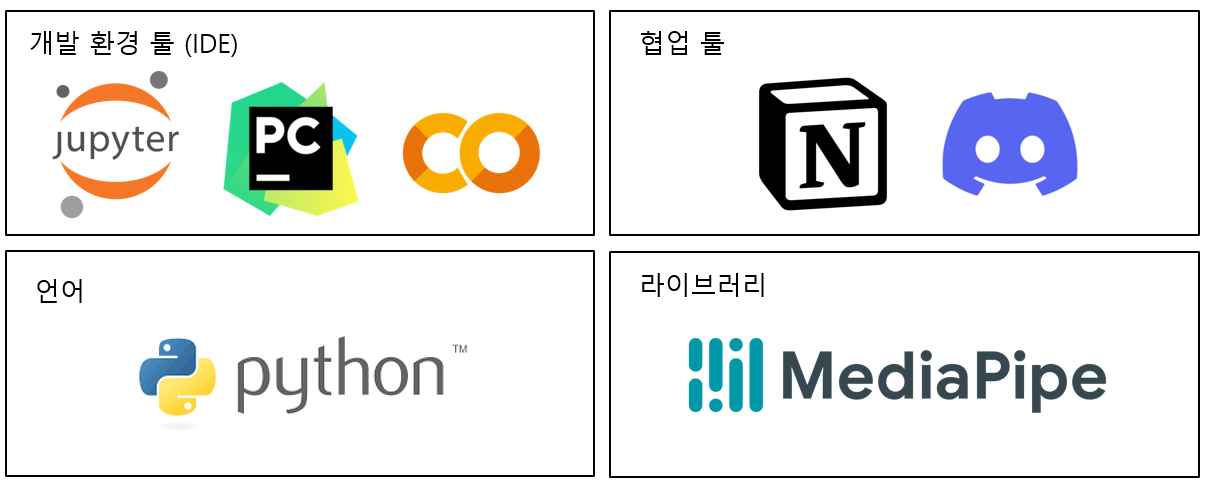 개발 환경 툴 (IDE)
jupyter
PC
CO
협업 툴
N
언어
python™
라이브러리
MediaPipe